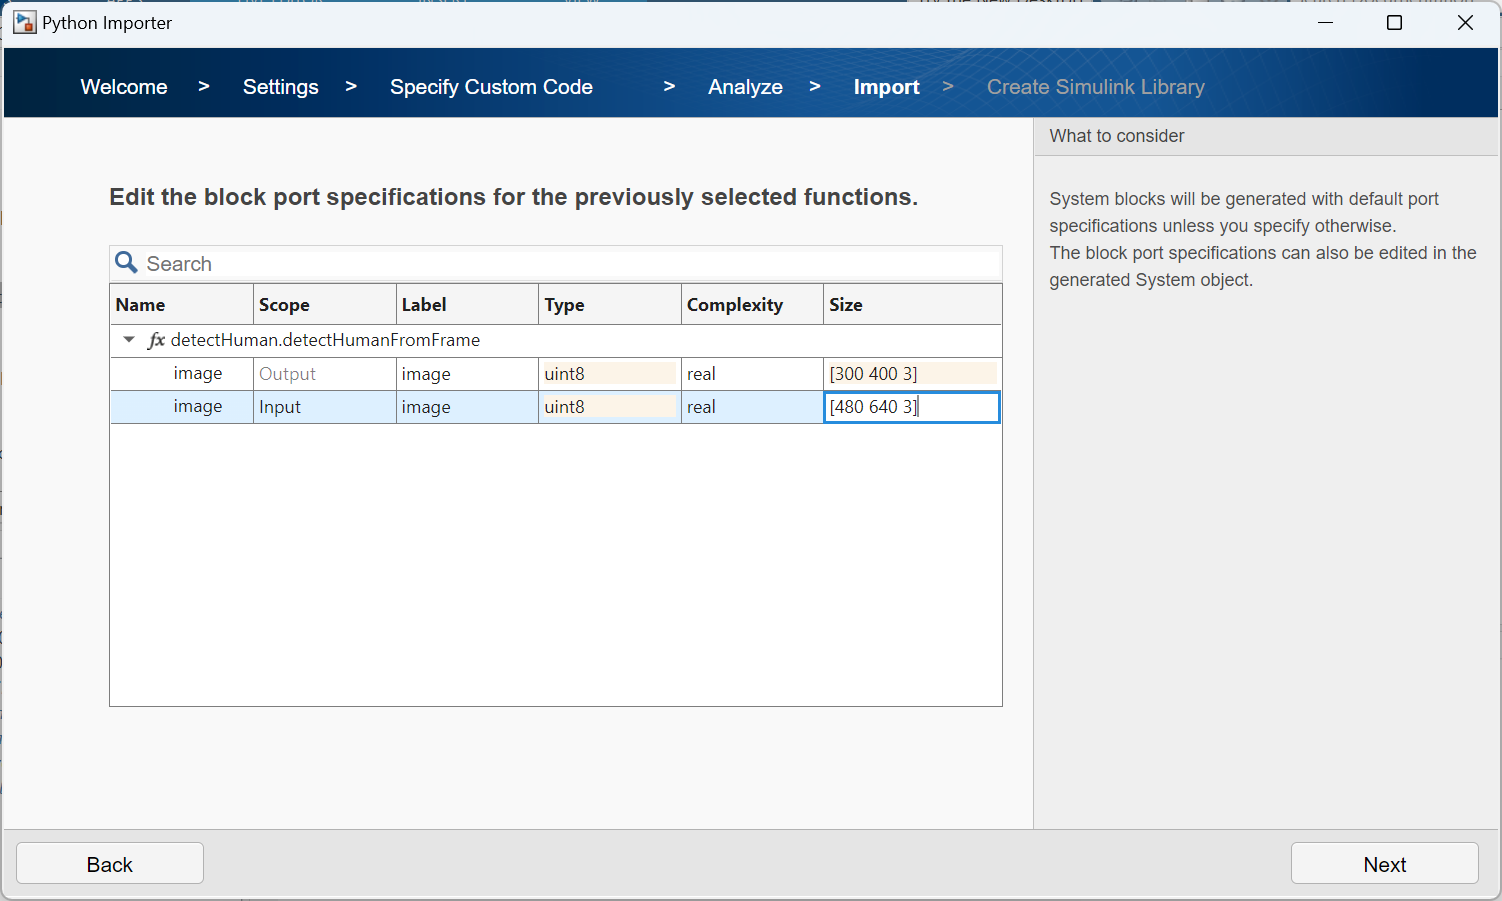 Python Importer
Welcome > Settings > Specify Custom Code > Analyze > Import > Create Simulink Library
What to consider
Edit the block port specifications for the previously selected functions.
System blocks will be generated with default port
specifications unless you specify otherwise.
The block port specifications can also be edited in the
generated System object.
Search
Name Scope Label Type Complexity Size
fx detectHuman.detectHumanFromFrame
image Output image uint8 real [300 400 3]
image Input image uint8 real [480 640 3]
Back Next